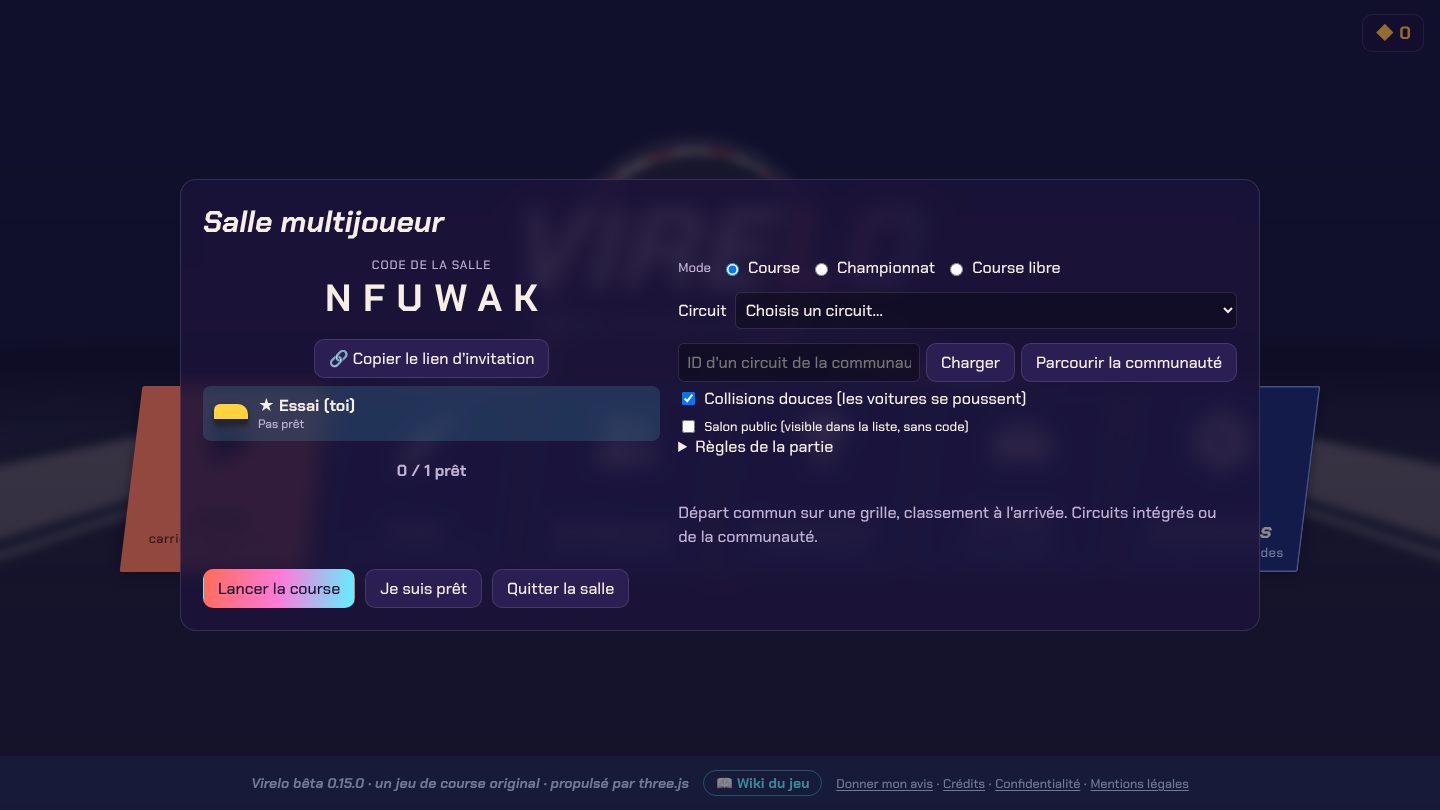 ◆ 0
VIRELO
Salle multijoueur
CODE DE LA SALLE
NFUWAK
🔗 Copier le lien d'invitation
★ Essai (toi)
Pas prêt
0 / 1 prêt
Lancer la course
Je suis prêt
Quitter la salle
Mode
Course
Championnat
Course libre
Circuit
Choisis un circuit...
ID d'un circuit de la communau
Charger
Parcourir la communauté
Collisions douces (les voitures se poussent)
Salon public (visible dans la liste, sans code)
▶ Règles de la partie
Départ commun sur une grille, classement à l'arrivée. Circuits intégrés ou
de la communauté.
Virelo bêta 0.15.0 · un jeu de course original · propulsé par three.js
📖 Wiki du jeu
Donner mon avis · Crédits · Confidentialité · Mentions légales